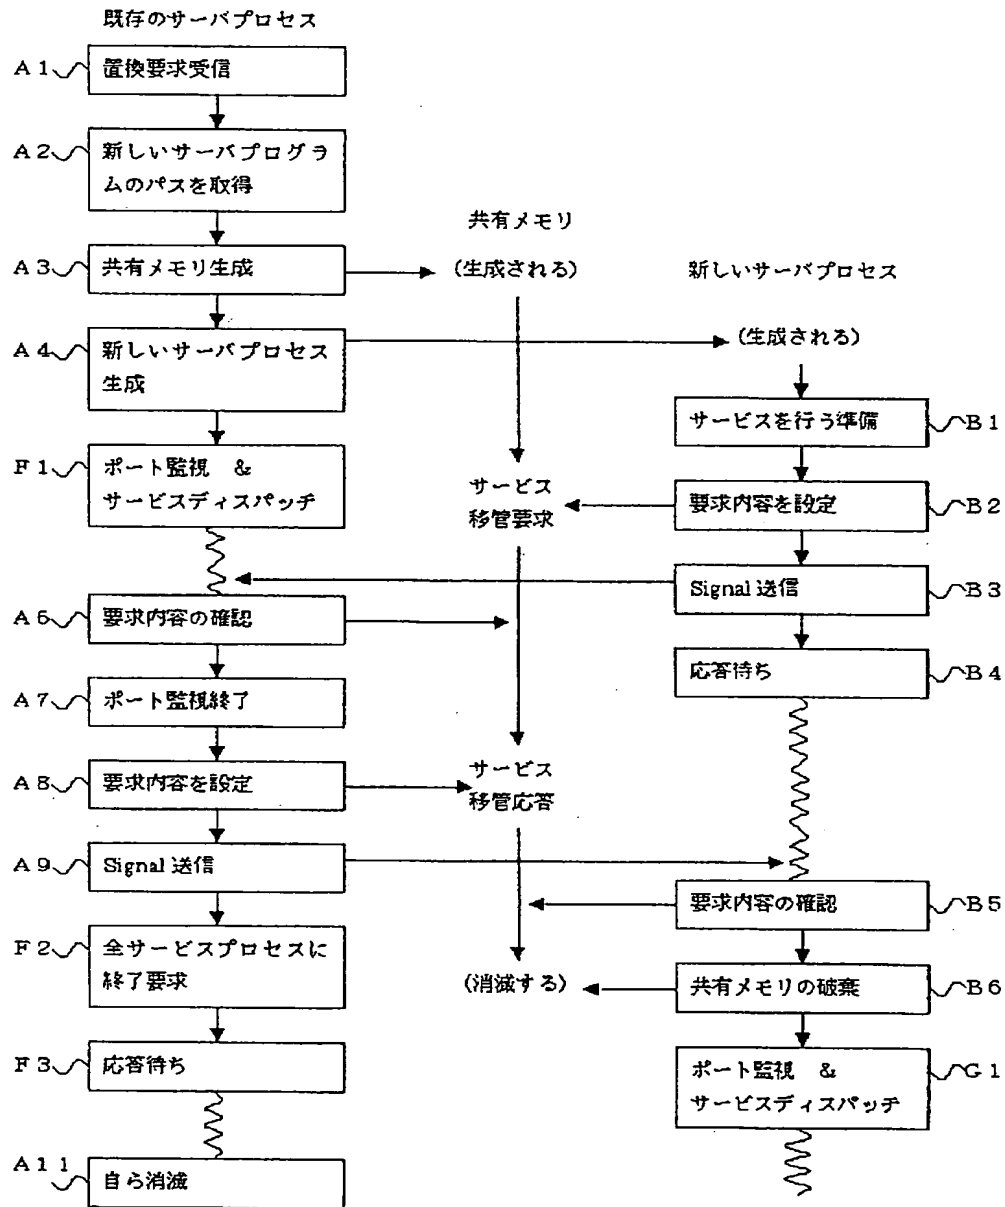 既存のサーバプロセス
A1
置換要求受信
A2
新しいサーバプログラ
ムのパスを取得
共有メモリ
A3
共有メモリ生成
(生成される)
新しいサーバプロセス
A4
新しいサーバプロセス
生成
(生成される)
サービスを行う準備
B1
F1
ポート監視 &
サービスディスパッチ
サービス
移管要求
要求内容を設定
B2
Signal 送信
B3
A6
要求内容の確認
応答待ち
B4
A7
ポート監視終了
A8
要求内容を設定
サービス
移管応答
A9
Signal 送信
要求内容の確認
B5
F2
全サービスプロセスに
終了要求
(消滅する)
共有メモリの破棄
B6
F3
応答待ち
ポート監視 &
サービスディスパッチ
G1
A11
自ら消滅